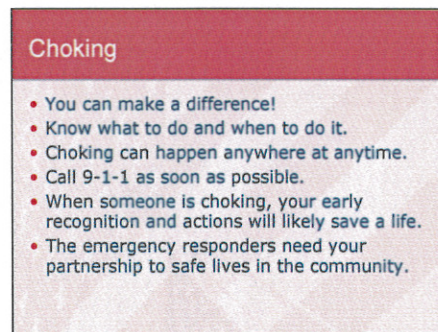 Choking
• You can make a difference!
• Know what to do and when to do it.
• Choking can happen anywhere at anytime.
• Call 9-1-1 as soon as possible.
• When someone is choking, your early
recognition and actions will likely save a life.
• The emergency responders need your
partnership to safe lives in the community.